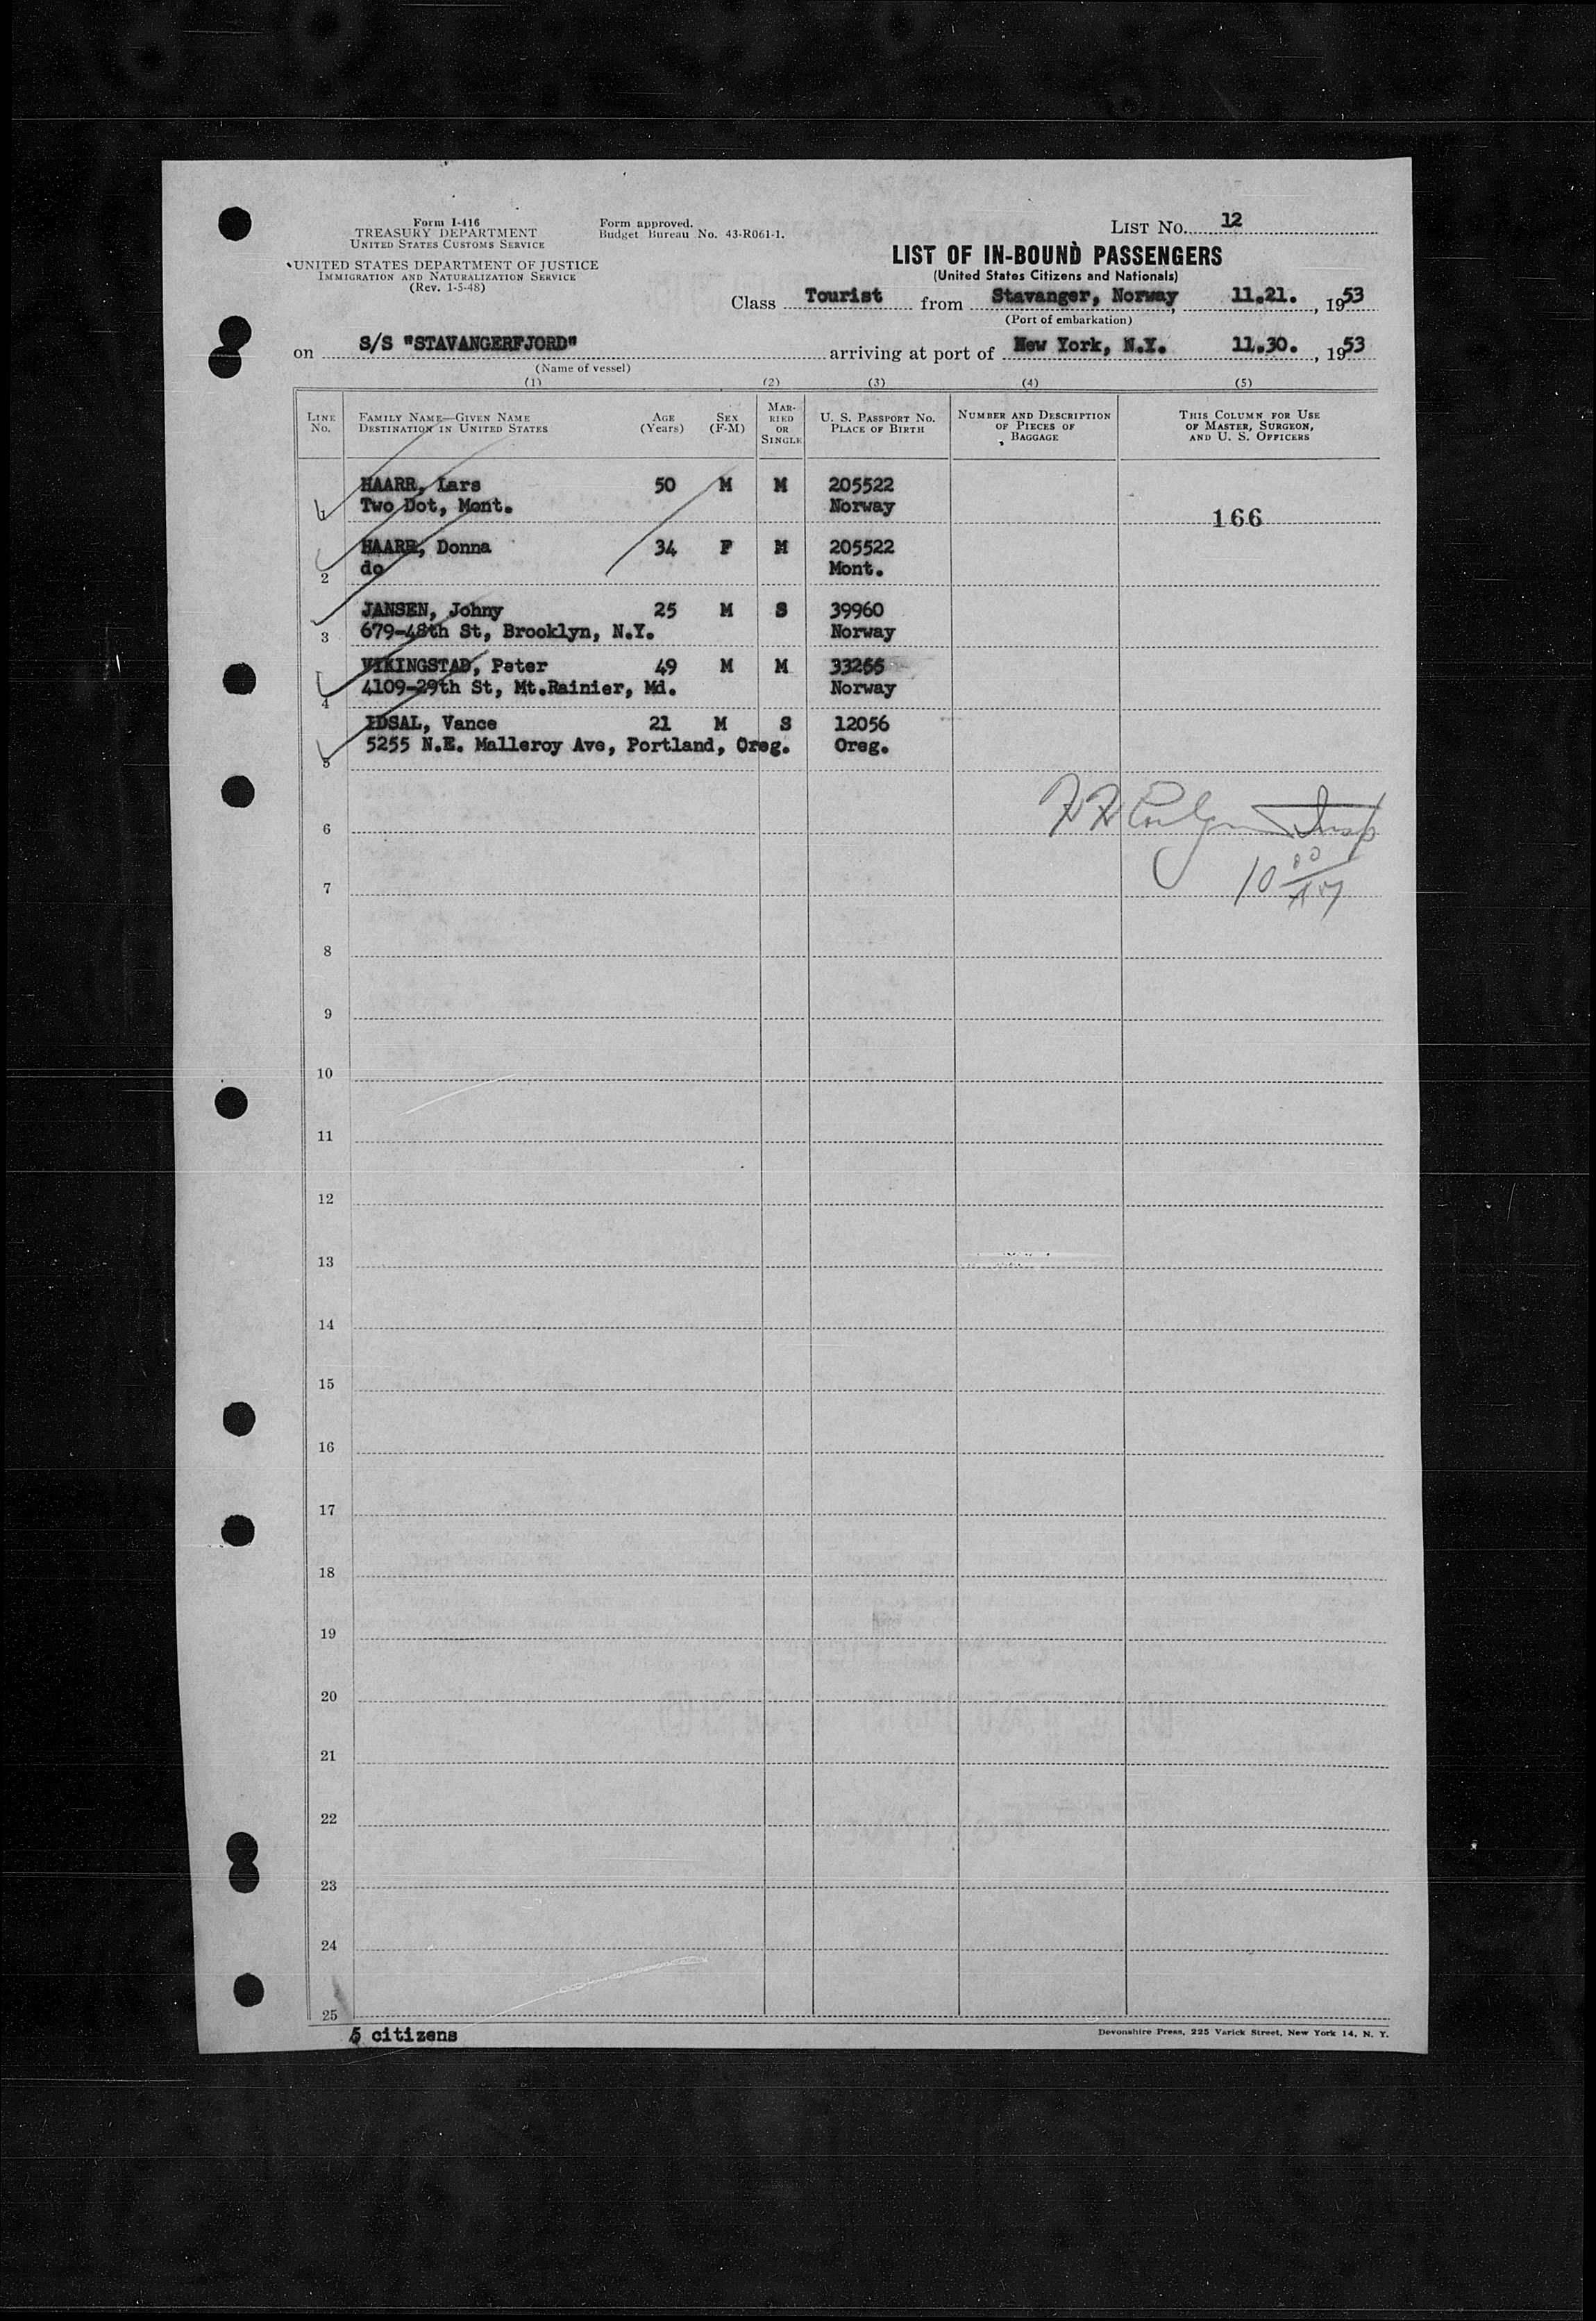 Form I-416
TREASURY DEPARTMENT
UNITED STATES CUSTOMS SERVICE
UNITED STATES DEPARTMENT OF JUSTICE
IMMIGRATION AND NATURALIZATION SERVICE
(Rev. 1-5-48)
Form approved.
Budget Bureau No. 43-R061-1.
LIST No. 12
LIST OF IN-BOUND PASSENGERS
(United States Citizens and Nationals)
Class Tourist from Stavanger, Norway, 11.21., 1953
(Port of embarkation)
on S/S "STAVANGERFJORD" arriving at port of New York, N.Y. 11.30., 1953
(Name of vessel)
(1) (2) (3) (4) (5)
LINE No. FAMILY NAME—GIVEN NAME DESTINATION IN UNITED STATES AGE (Years) SEX (F-M) MARRIED OR SINGLE U. S. PASSPORT NO. PLACE OF BIRTH NUMBER AND DESCRIPTION OF PIECES OF BAGGAGE THIS COLUMN FOR USE OF MASTER, SURGEON, AND U. S. OFFICERS
HAARR, Lars 50 M M 205522
1 Two Dot, Mont. Norway 166
HAARR, Donna 34 F M 205522
2 do Mont.
JANSEN, Johny 25 M S 39960
3 679-48th St, Brooklyn, N.Y. Norway
VIKINGSTAD, Peter 49 M M 33266
4 4109-29th St, Mt.Rainier, Md. Norway
IDSAL, Vance 21 M S 12056
5 5255 N.E. Malleroy Ave, Portland, Oreg. Oreg.
6 Insp
7 10 00 AM
8
9
10
11
12
13
14
15
16
17
18
19
20
21
22
23
24
25
5 citizens
Devonshire Press, 225 Varick Street, New York 14, N. Y.